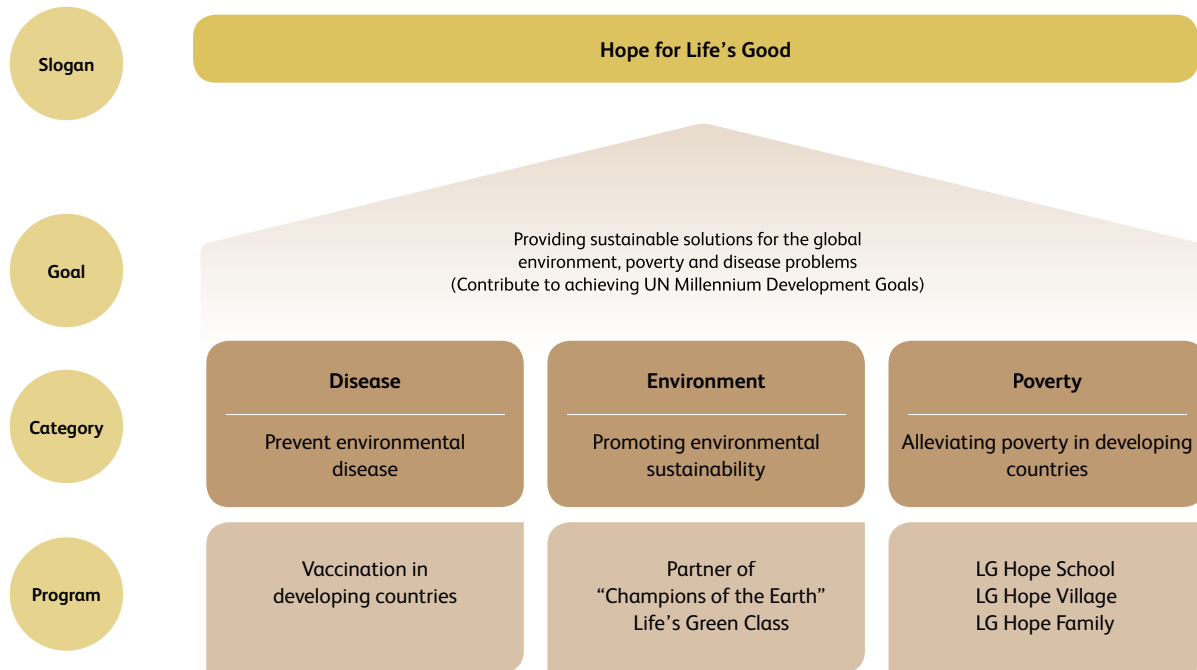 Slogan
Hope for Life’s Good
Goal
Providing sustainable solutions for the global
environment, poverty and disease problems
(Contribute to achieving UN Millennium Development Goals)
Category
Disease
Prevent environmental
disease
Environment
Promoting environmental
sustainability
Poverty
Alleviating poverty in developing
countries
Program
Vaccination in
developing countries
Partner of
“Champions of the Earth”
Life’s Green Class
LG Hope School
LG Hope Village
LG Hope Family